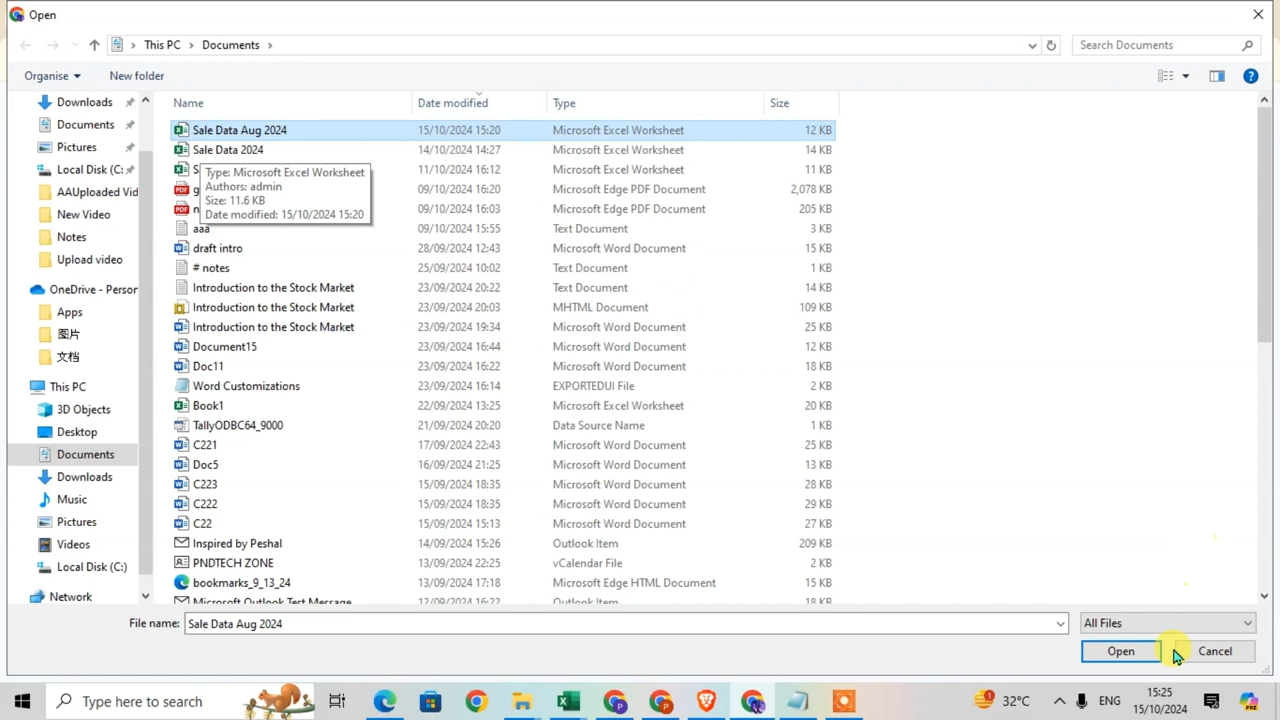 Open
This PC Documents Search Documents
Organise New folder
Name Date modified Type Size
Downloads
Documents
Pictures
Local Disk (C:
AAUploaded Vid
New Video
Notes
Upload video
OneDrive - Person
Apps
图片
文档
This PC
3D Objects
Desktop
Documents
Downloads
Music
Pictures
Videos
Local Disk (C:)
Network
Sale Data Aug 2024 15/10/2024 15:20 Microsoft Excel Worksheet 12 KB
Sale Data 2024 14/10/2024 14:27 Microsoft Excel Worksheet 14 KB
11/10/2024 16:12 Microsoft Excel Worksheet 11 KB
Type: Microsoft Excel Worksheet
Authors: admin
Size: 11.6 KB
Date modified: 15/10/2024 15:20
PDF 09/10/2024 16:20 Microsoft Edge PDF Document 2,078 KB
PDF 09/10/2024 16:03 Microsoft Edge PDF Document 205 KB
aaa 09/10/2024 15:55 Text Document 3 KB
draft intro 28/09/2024 12:43 Microsoft Word Document 15 KB
# notes 25/09/2024 10:02 Text Document 1 KB
Introduction to the Stock Market 23/09/2024 20:22 Text Document 14 KB
Introduction to the Stock Market 23/09/2024 20:03 MHTML Document 109 KB
Introduction to the Stock Market 23/09/2024 19:34 Microsoft Word Document 25 KB
Document15 23/09/2024 16:44 Microsoft Word Document 12 KB
Doc11 23/09/2024 16:22 Microsoft Word Document 18 KB
Word Customizations 23/09/2024 16:14 EXPORTEDUI File 2 KB
Book1 22/09/2024 13:25 Microsoft Excel Worksheet 20 KB
TallyODBC64_9000 21/09/2024 20:20 Data Source Name 1 KB
C221 17/09/2024 22:43 Microsoft Word Document 25 KB
Doc5 16/09/2024 21:25 Microsoft Word Document 13 KB
C223 15/09/2024 18:35 Microsoft Word Document 28 KB
C222 15/09/2024 18:35 Microsoft Word Document 29 KB
C22 15/09/2024 15:13 Microsoft Word Document 27 KB
Inspired by Peshal 14/09/2024 15:26 Outlook Item 209 KB
PNDTECH ZONE 13/09/2024 22:25 vCalendar File 2 KB
bookmarks_9_13_24 13/09/2024 17:18 Microsoft Edge HTML Document 15 KB
Microsoft Outlook Test Message 12/09/2024 16:22 Outlook Item 18 KB
File name: Sale Data Aug 2024 All Files
Open Cancel
Type here to search 1 32°C ENG 15:25
15/10/2024